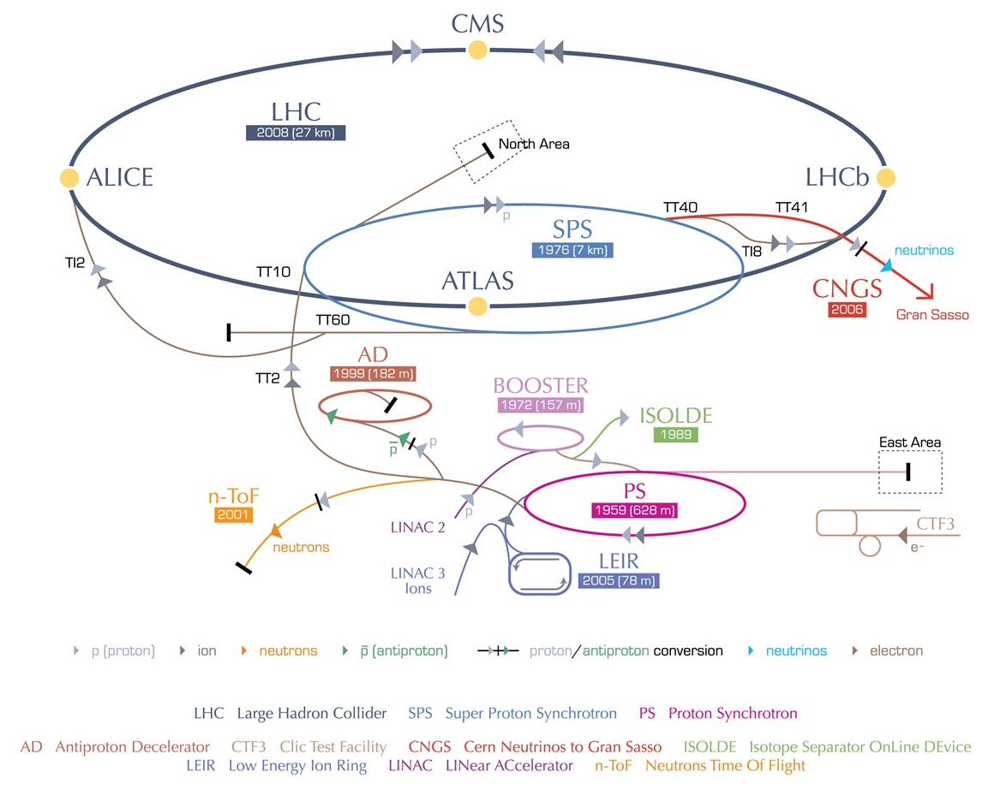 CMS
LHC
2008 (27 km)
North Area
ALICE
LHCb
p
TT40
TT41
SPS
1976 (7 km)
TI8
neutrinos
TI2
TT10
ATLAS
CNGS
2006
Gran Sasso
TT60
AD
1999 (182 m)
TT2
BOOSTER
1972 (157 m)
ISOLDE
1989
p̅
p
East Area
n-ToF
2001
PS
1959 (628 m)
p
LINAC 2
neutrons
CTF3
e-
LEIR
2005 (78 m)
LINAC 3
Ions
p (proton)
ion
neutrons
p̅ (antiproton)
proton/antiproton conversion
neutrinos
electron
LHC Large Hadron Collider SPS Super Proton Synchrotron PS Proton Synchrotron
AD Antiproton Decelerator CTF3 Clic Test Facility CNGS Cern Neutrinos to Gran Sasso ISOLDE Isotope Separator OnLine DEvice
LEIR Low Energy Ion Ring LINAC LINear ACcelerator n-ToF Neutrons Time Of Flight